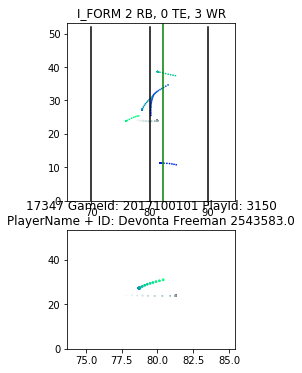 I_FORM 2 RB, 0 TE, 3 WR
50
40
30
20
10
0
70 80 90
17347 GameId: 2017100101 PlayId: 3150
PlayerName + ID: Devonta Freeman 2543583.0
40
20
0
75.0 77.5 80.0 82.5 85.0